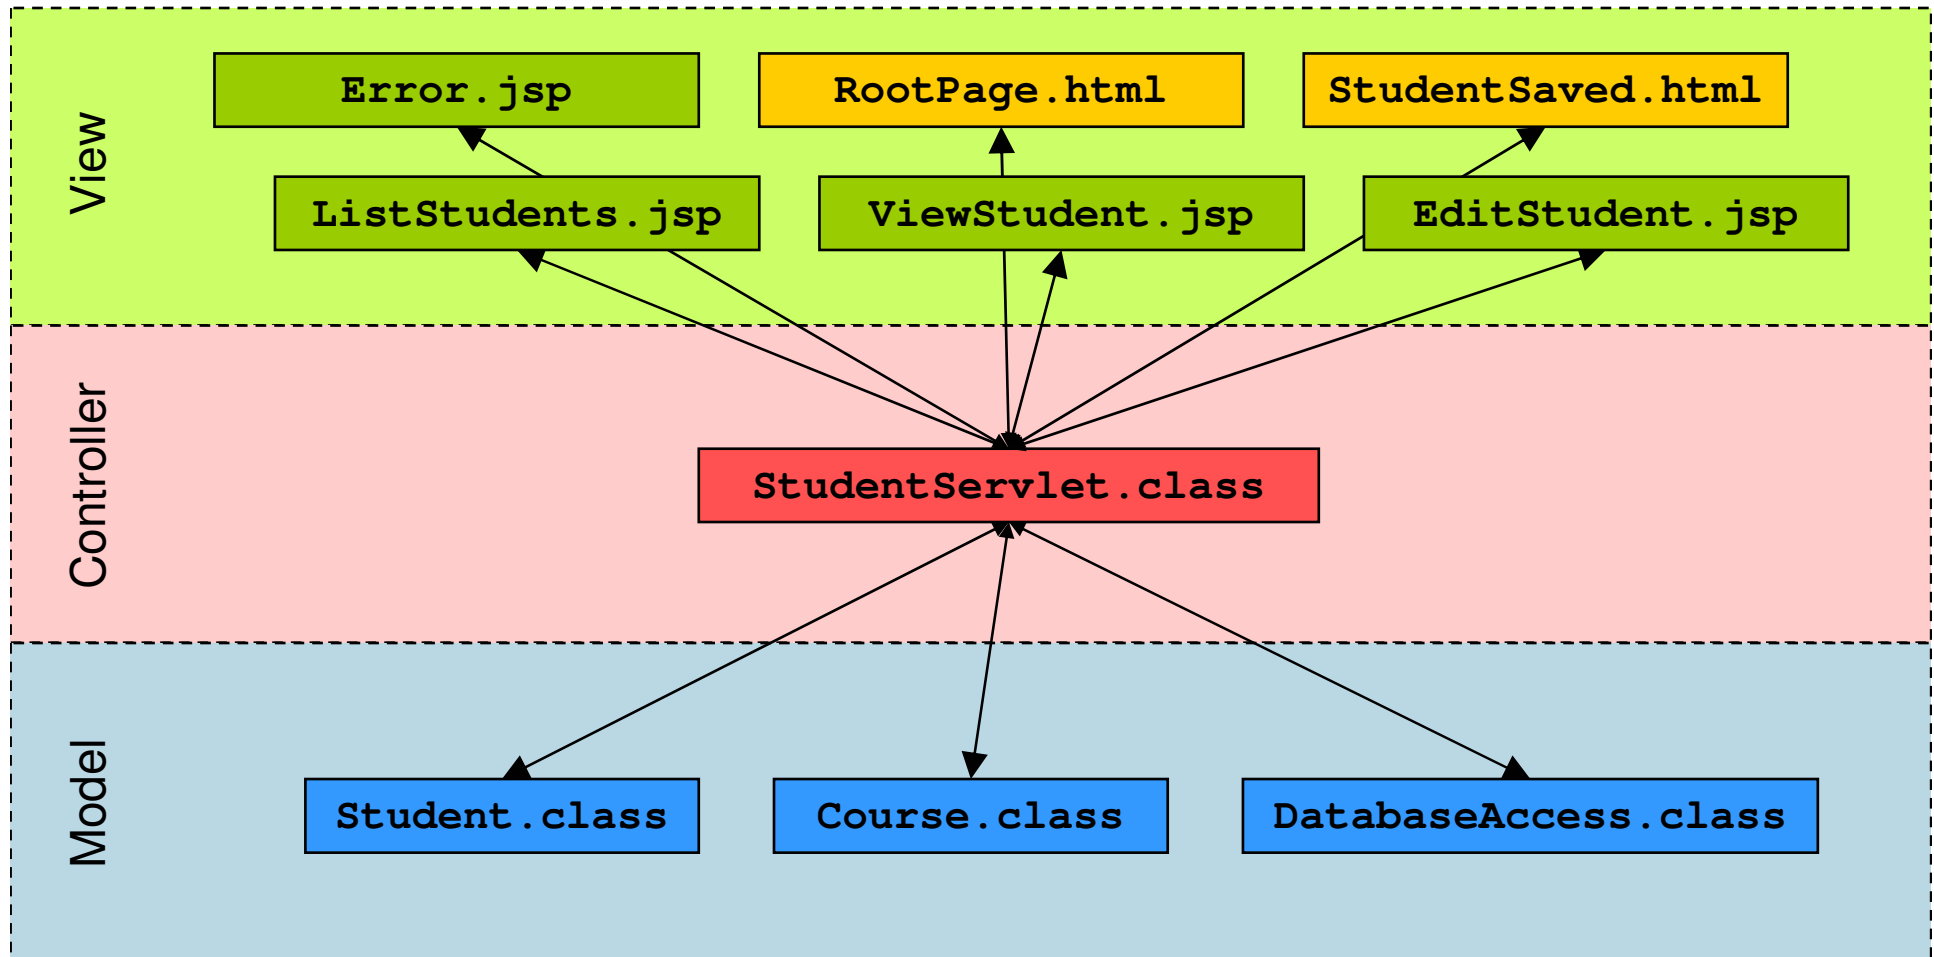 View
Error.jsp
RootPage.html
StudentSaved.html
ListStudents.jsp
ViewStudent.jsp
EditStudent.jsp
Controller
StudentServlet.class
Model
Student.class
Course.class
DatabaseAccess.class